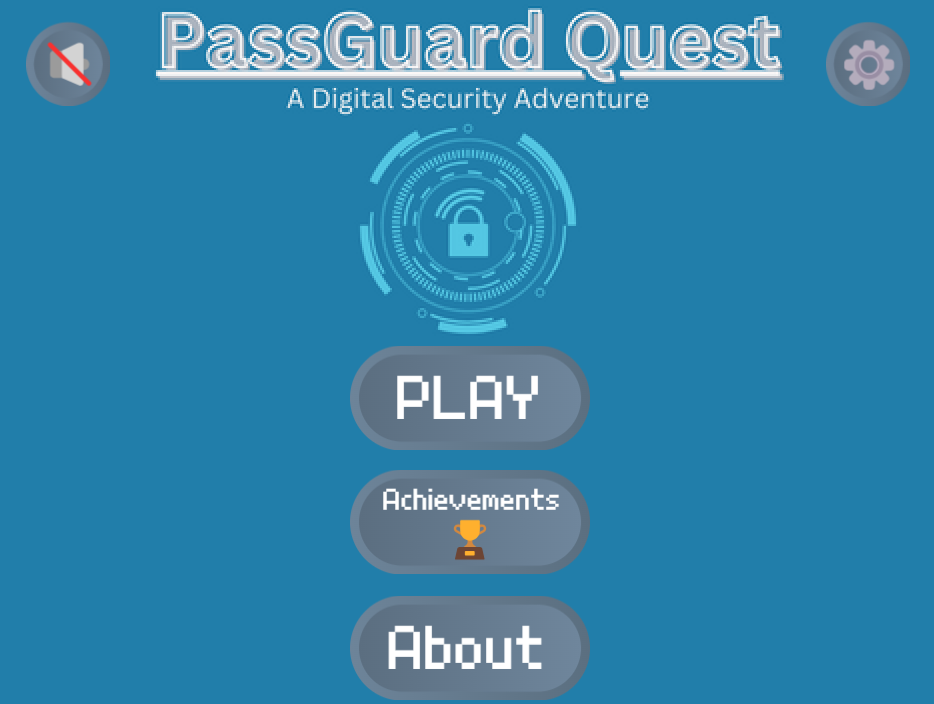 PassGuard Quest
A Digital Security Adventure
PLAY
Achievements
About